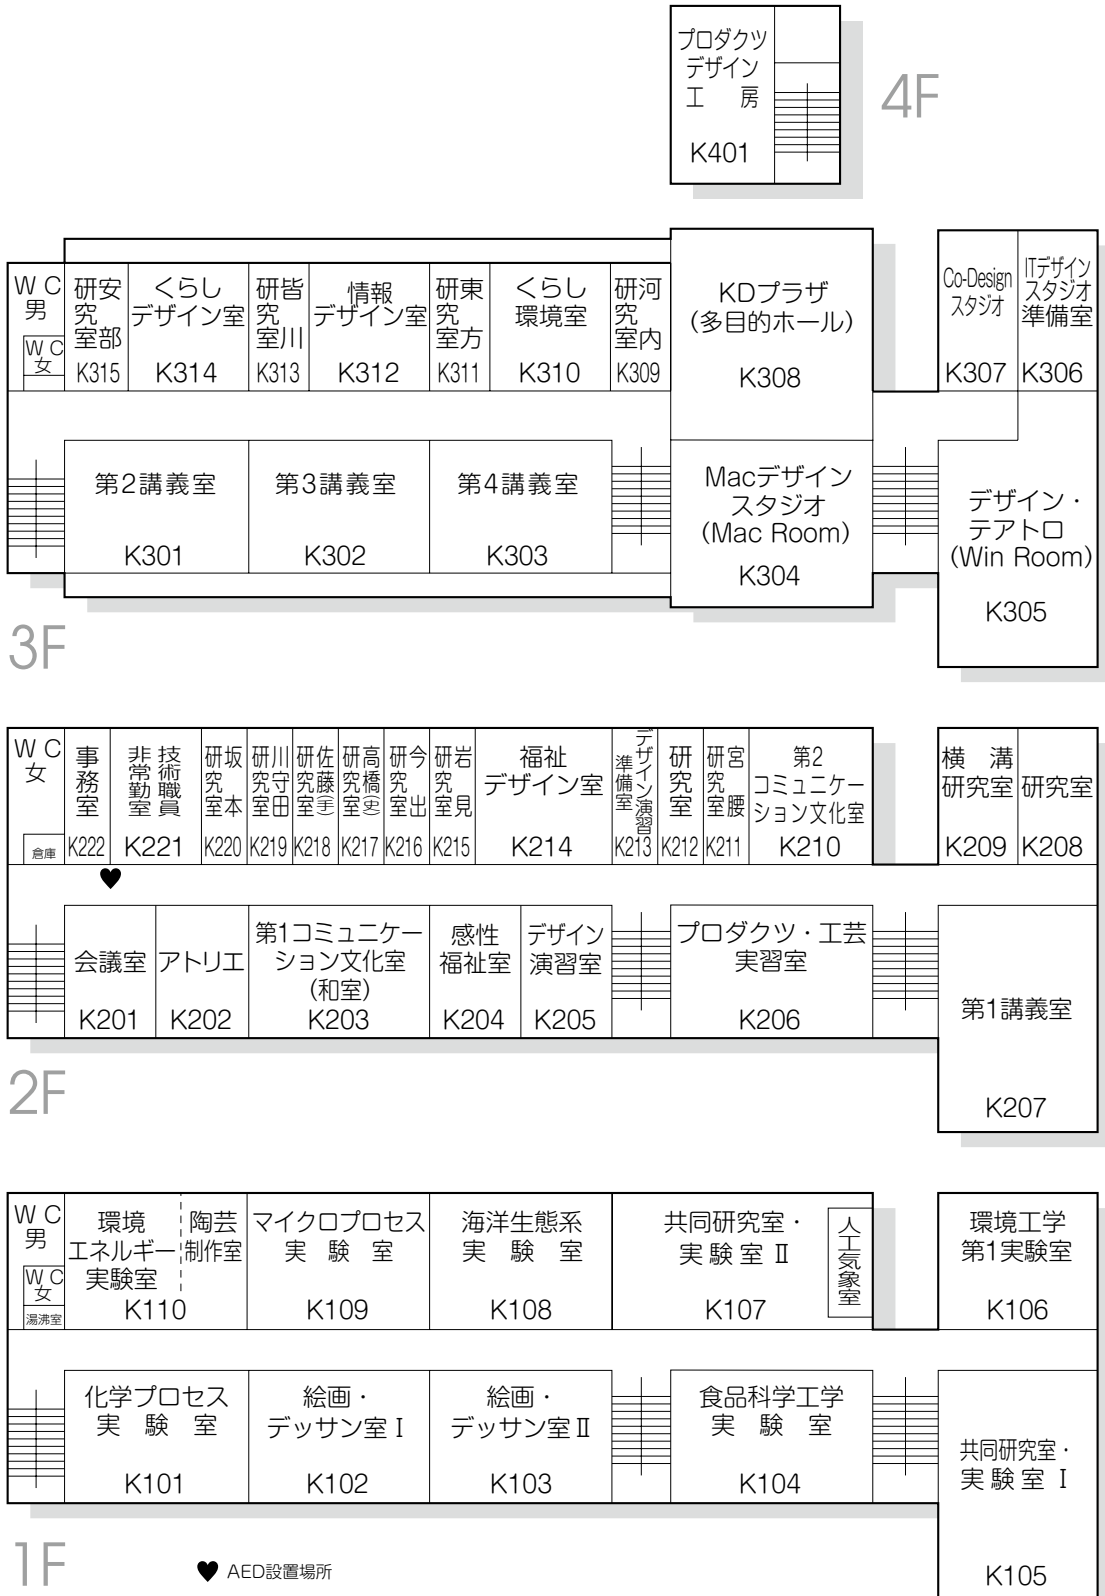 プロダクツ
デザイン
工 房
K401
4F
W C
男
W C
女
安部
研究室
K315
くらし
デザイン室
K314
皆川
研究室
K313
情報
デザイン室
K312
東方
研究室
K311
くらし
環境室
K310
河内
研究室
K309
KDプラザ
(多目的ホール)
K308
Co-Design
スタジオ
K307
ITデザイン
スタジオ
準備室
K306
第2講義室
K301
第3講義室
K302
第4講義室
K303
Macデザイン
スタジオ
(Mac Room)
K304
デザイン・
テアトロ
(Win Room)
K305
3F
W C
女
倉庫
事務室
K222
技術職員
非常勤室
K221
坂本
研究室
K220
川守田
研究室
K219
佐藤(手)
研究室
K218
高橋(史)
研究室
K217
今出
研究室
K216
岩見
研究室
K215
福祉
デザイン室
K214
デザイン演習
準備室
K213
研究室
K212
宮腰
研究室
K211
第2
コミュニケー
ション文化室
K210
横 溝
研究室
K209
研究室
K208
会議室
K201
アトリエ
K202
第1コミュニケー
ション文化室
(和室)
K203
感性
福祉室
K204
デザイン
演習室
K205
プロダクツ・工芸
実習室
K206
第1講義室
K207
2F
W C
男
W C
女
湯沸室
環境
エネルギー
実験室
陶芸
制作室
K110
マイクロプロセス
実 験 室
K109
海洋生態系
実 験 室
K108
共同研究室・
実験室Ⅱ
K107
人工気象室
環境工学
第1実験室
K106
化学プロセス
実 験 室
K101
絵画・
デッサン室Ⅰ
K102
絵画・
デッサン室Ⅱ
K103
食品科学工学
実 験 室
K104
共同研究室・
実験室Ⅰ
K105
1F
♥ AED設置場所